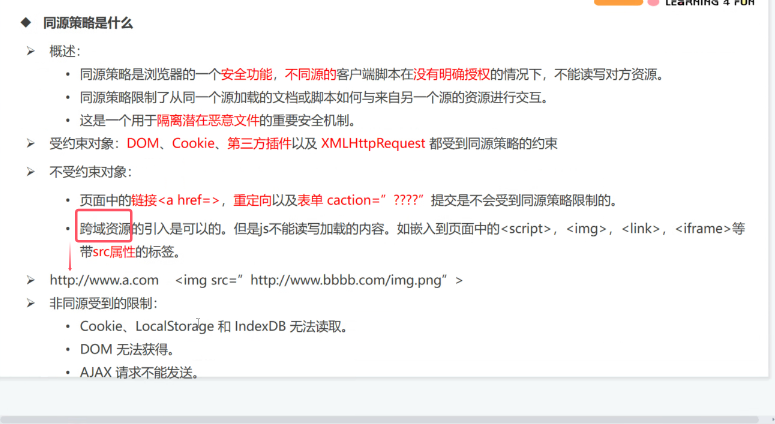 LEARNING 4 FUN
同源策略是什么
概述：
同源策略是浏览器的一个安全功能，不同源的客户端脚本在没有明确授权的情况下，不能读写对方资源。
同源策略限制了从同一个源加载的文档或脚本如何与来自另一个源的资源进行交互。
这是一个用于隔离潜在恶意文件的重要安全机制。
受约束对象：DOM、Cookie、第三方插件以及 XMLHttpRequest 都受到同源策略的约束
不受约束对象：
页面中的链接<a href=>，重定向以及表单 caction=”????”提交是不会受到同源策略限制的。
跨域资源的引入是可以的。但是js不能读写加载的内容。如嵌入到页面中的<script>，<img>，<link>，<iframe>等
带src属性的标签。
http://www.a.com <img src=”http://www.bbbb.com/img.png”>
非同源受到的限制：
Cookie、LocalStorage 和 IndexDB 无法读取。
DOM 无法获得。
AJAX 请求不能发送。